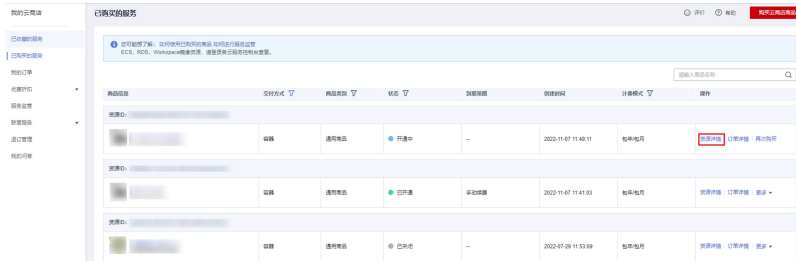 我的云商店
已收藏的服务
已购买的服务
我的订单
优惠折扣
服务监管
联营服务
退订管理
我的问答
已购买的服务
评价
帮助
购买云商店商品
您可能想了解：如何使用已购买的商品 如何进行服务监管
ECS、RDS、Workspace镜像资源，请登录云服务控制台查看。
请输入商品名称
商品信息 交付方式 商品类别 状态 到期策略 创建时间 计费模式 操作
资源ID:
容器 通用商品 开通中 – 2022-11-07 11:49:11 包年/包月 资源详情 | 订单详情 | 再次购买
资源ID:
容器 通用商品 已开通 手动续费 2022-11-07 11:41:03 包年/包月 资源详情 | 订单详情 | 更多
资源ID:
容器 通用商品 已关闭 – 2022-07-28 11:53:09 包年/包月 资源详情 | 订单详情 | 更多